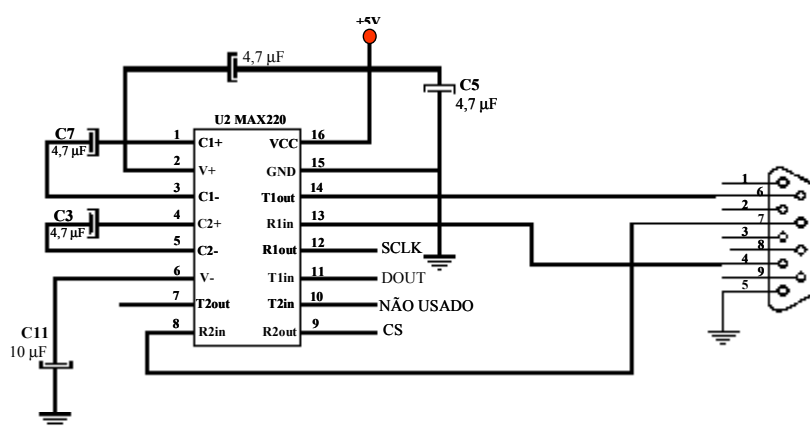 +5V
4,7 µF
C5
4,7 µF
U2 MAX220
C7
4,7 µF
1 C1+ VCC 16
2 V+ GND 15
3 C1- T1out 14
C3
4,7 µF
4 C2+ R1in 13
5 C2- R1out 12 SCLK
6 V- T1in 11 DOUT
7 T2out T2in 10 NÃO USADO
8 R2in R2out 9 CS
C11
10 µF
1
6
2
7
3
8
4
9
5